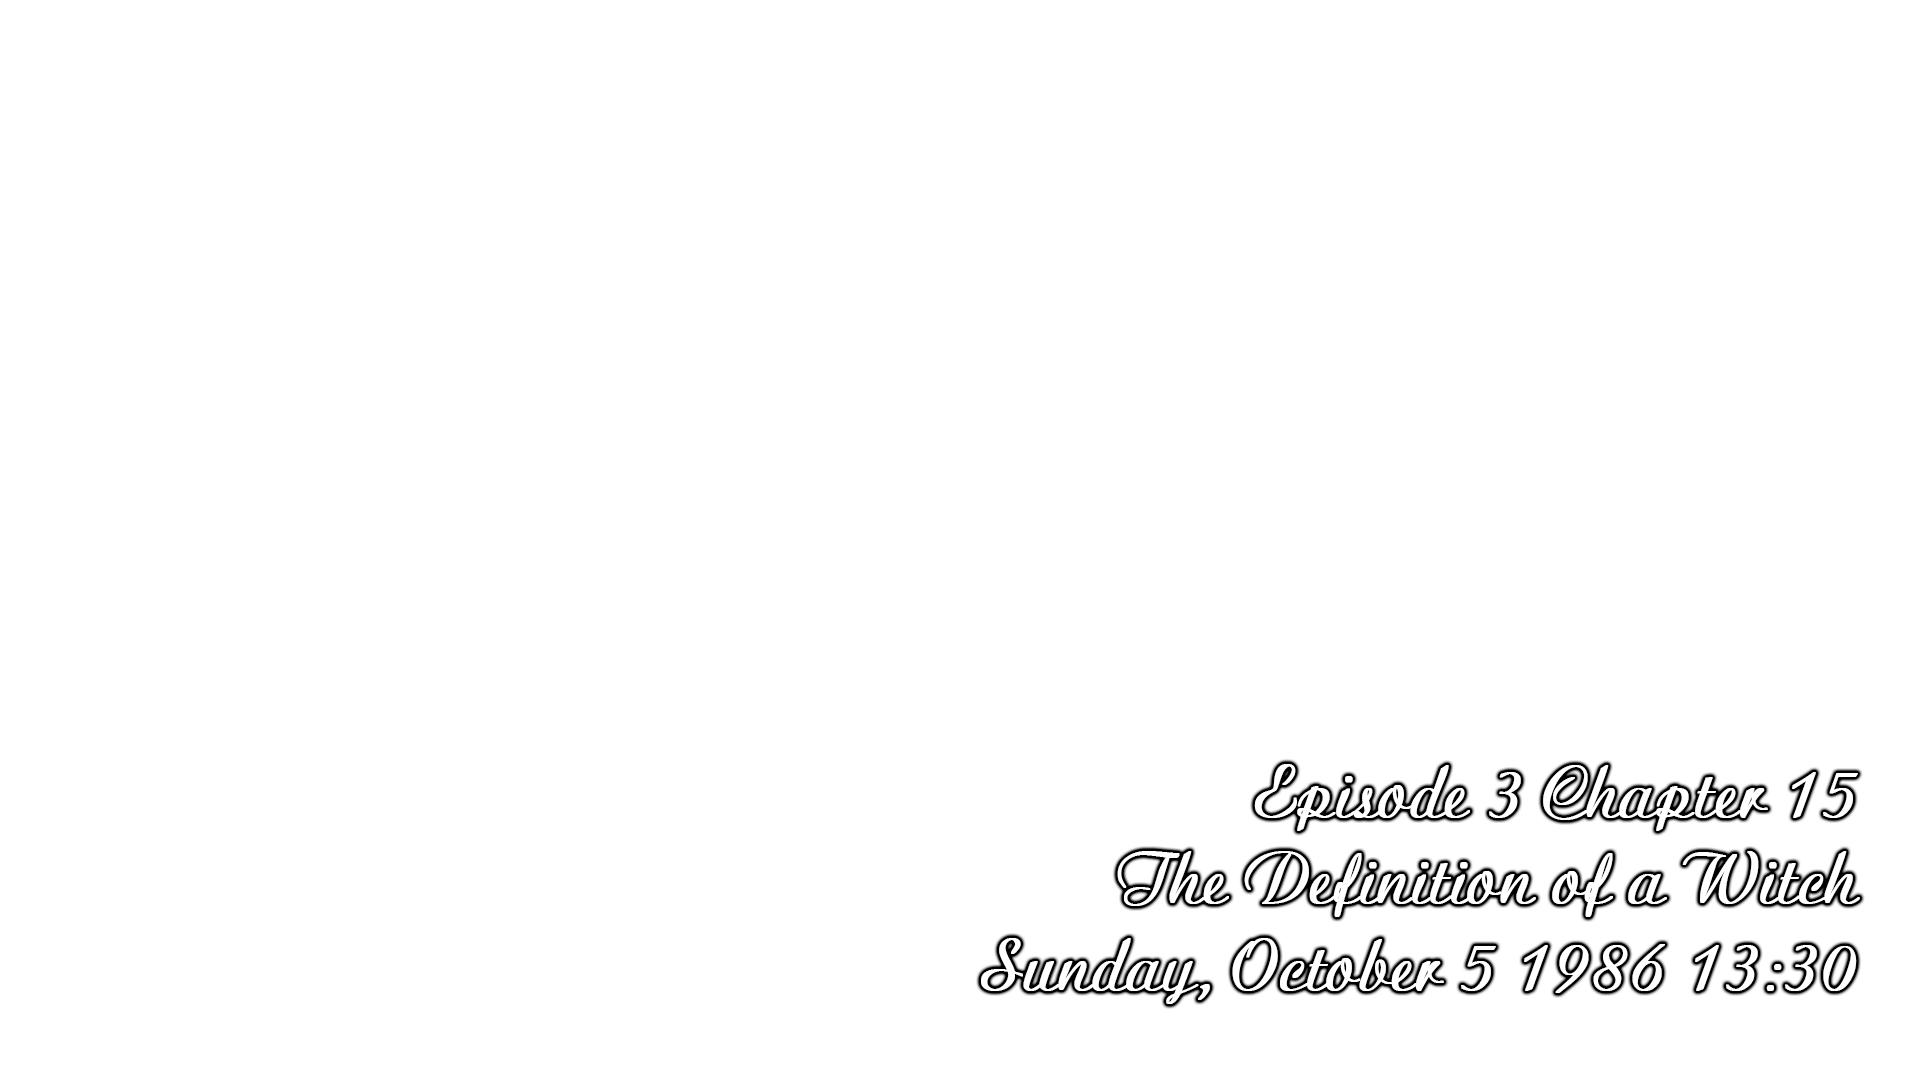 Episode 3 Chapter 15
The Definition of a Witch
Sunday, October 5 1986 13:30